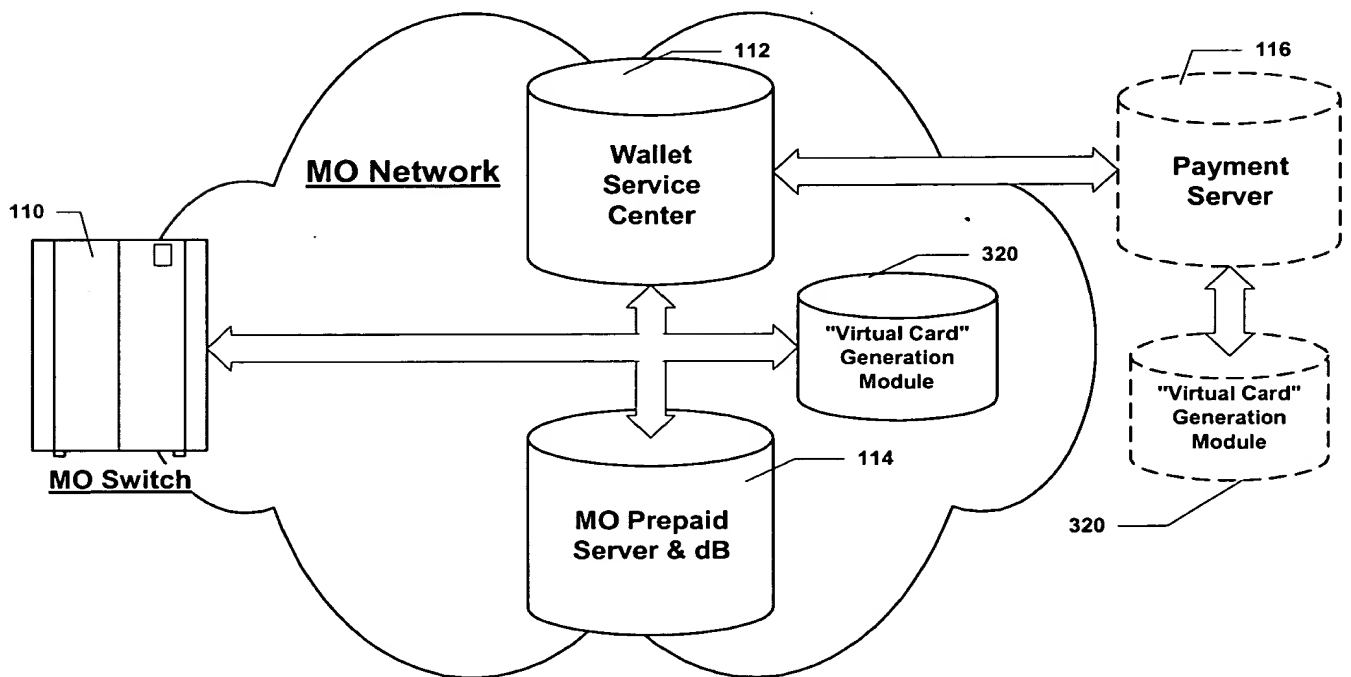 112
116
MO Network
Wallet
Service
Center
Payment
Server
110
320
"Virtual Card"
Generation
Module
"Virtual Card"
Generation
Module
MO Switch
114
MO Prepaid
Server & dB
320